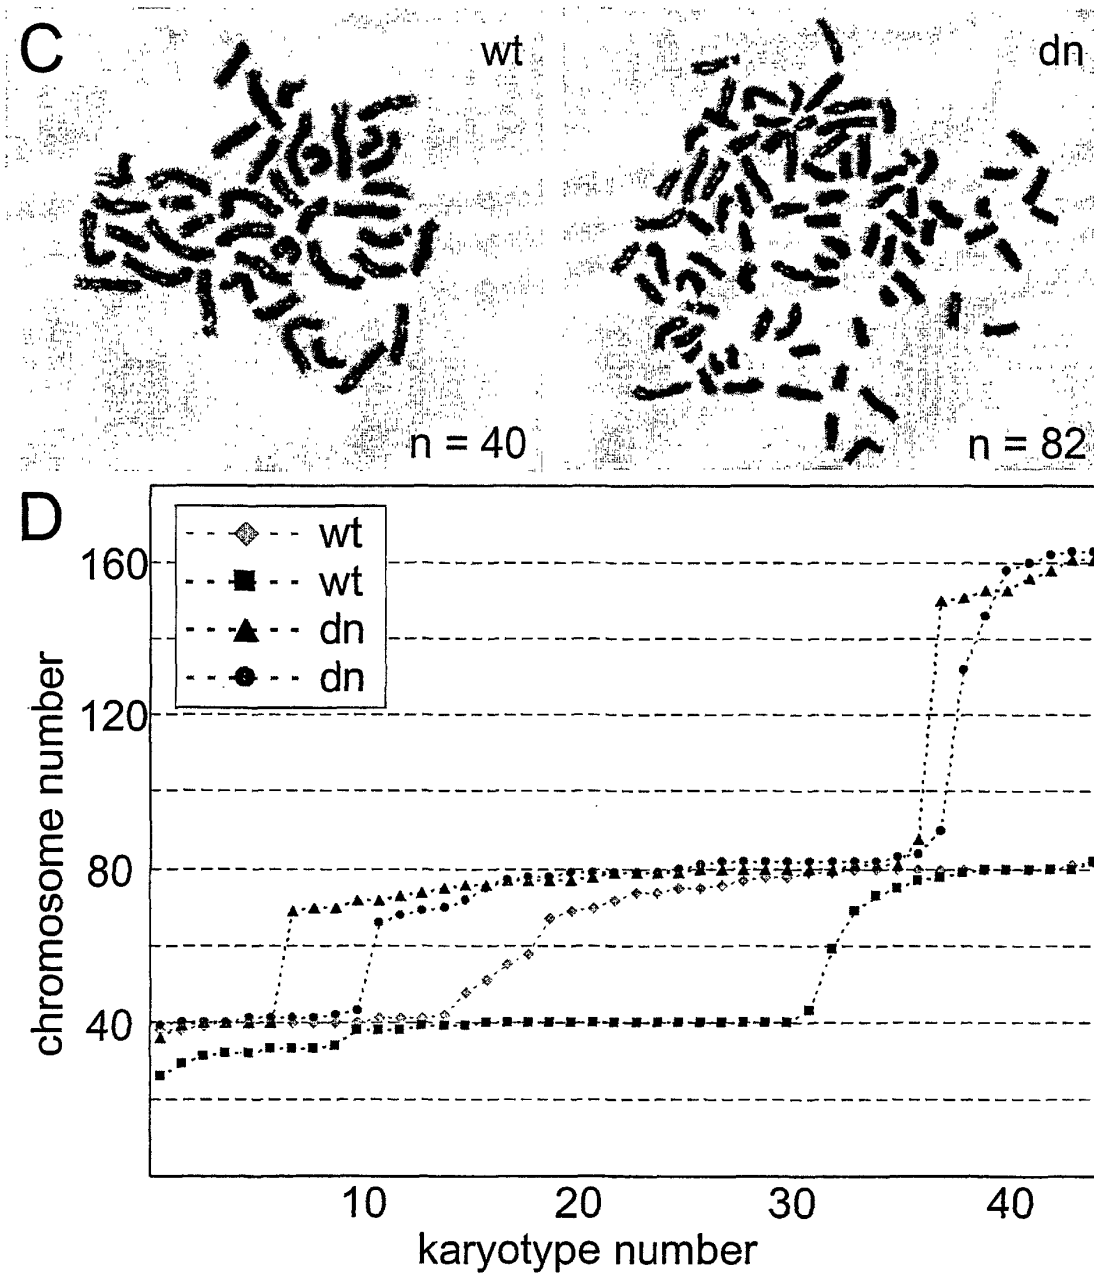 C
wt
dn
n = 40
n = 82
D
wt
wt
dn
dn
160
120
80
40
chromosome number
10
20
30
40
karyotype number